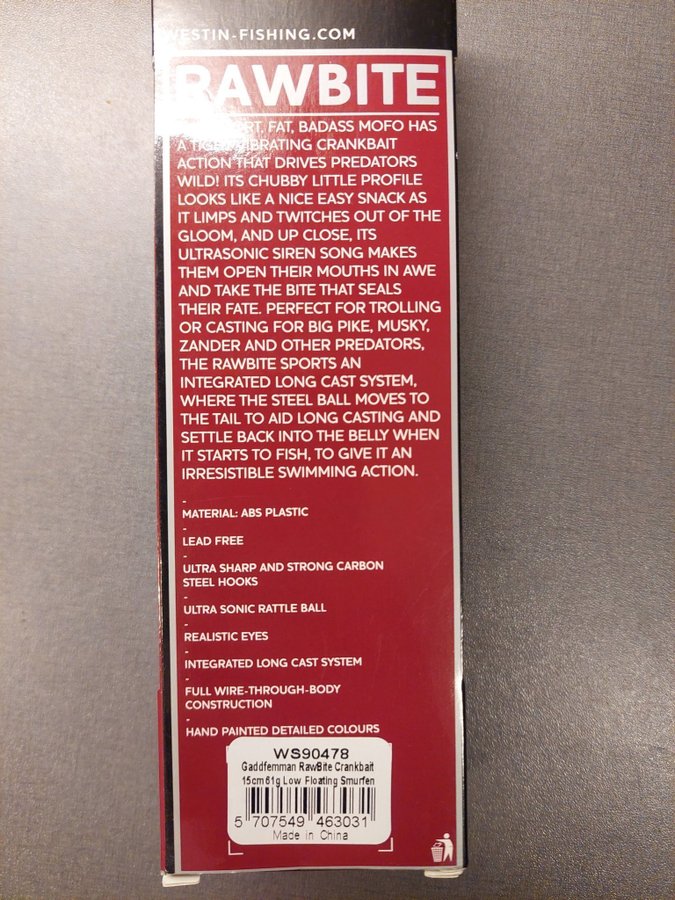 WESTIN-FISHING.COM
RAWBITE
FAT, BADASS MOFO HAS
A VIBRATING CRANKBAIT
ACTION THAT DRIVES PREDATORS
WILD! ITS CHUBBY LITTLE PROFILE
LOOKS LIKE A NICE EASY SNACK AS
IT LIMPS AND TWITCHES OUT OF THE
GLOOM, AND UP CLOSE, ITS
ULTRASONIC SIREN SONG MAKES
THEM OPEN THEIR MOUTHS IN AWE
AND TAKE THE BITE THAT SEALS
THEIR FATE. PERFECT FOR TROLLING
OR CASTING FOR BIG PIKE, MUSKY,
ZANDER AND OTHER PREDATORS,
THE RAWBITE SPORTS AN
INTEGRATED LONG CAST SYSTEM,
WHERE THE STEEL BALL MOVES TO
THE TAIL TO AID LONG CASTING AND
SETTLE BACK INTO THE BELLY WHEN
IT STARTS TO FISH, TO GIVE IT AN
IRRESISTIBLE SWIMMING ACTION.
-
MATERIAL: ABS PLASTIC
-
LEAD FREE
-
ULTRA SHARP AND STRONG CARBON
STEEL HOOKS
-
ULTRA SONIC RATTLE BALL
-
REALISTIC EYES
-
INTEGRATED LONG CAST SYSTEM
-
FULL WIRE-THROUGH-BODY
CONSTRUCTION
-
HAND PAINTED DETAILED COLOURS
WS90478
Gaddfemman RawBite Crankbait
15cm 61g Low Floating Smurfen
5 707549 463031
Made in China